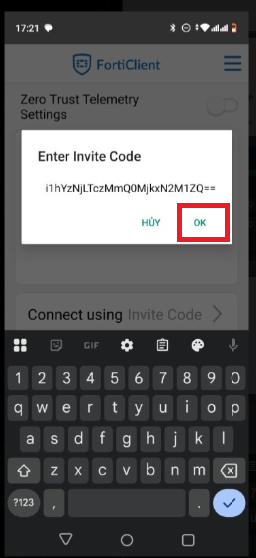 17:21
FortiClient
Zero Trust Telemetry
Settings
Enter Invite Code
i1hYzNjLTczMmQ0MjkxN2M1ZQ==
HỦY OK
Connect using Invite Code
GIF
1 2 3 4 5 6 7 8 9 0
q w e r t y u i o p
a s d f g h j k l
z x c v b n m
?123 , .